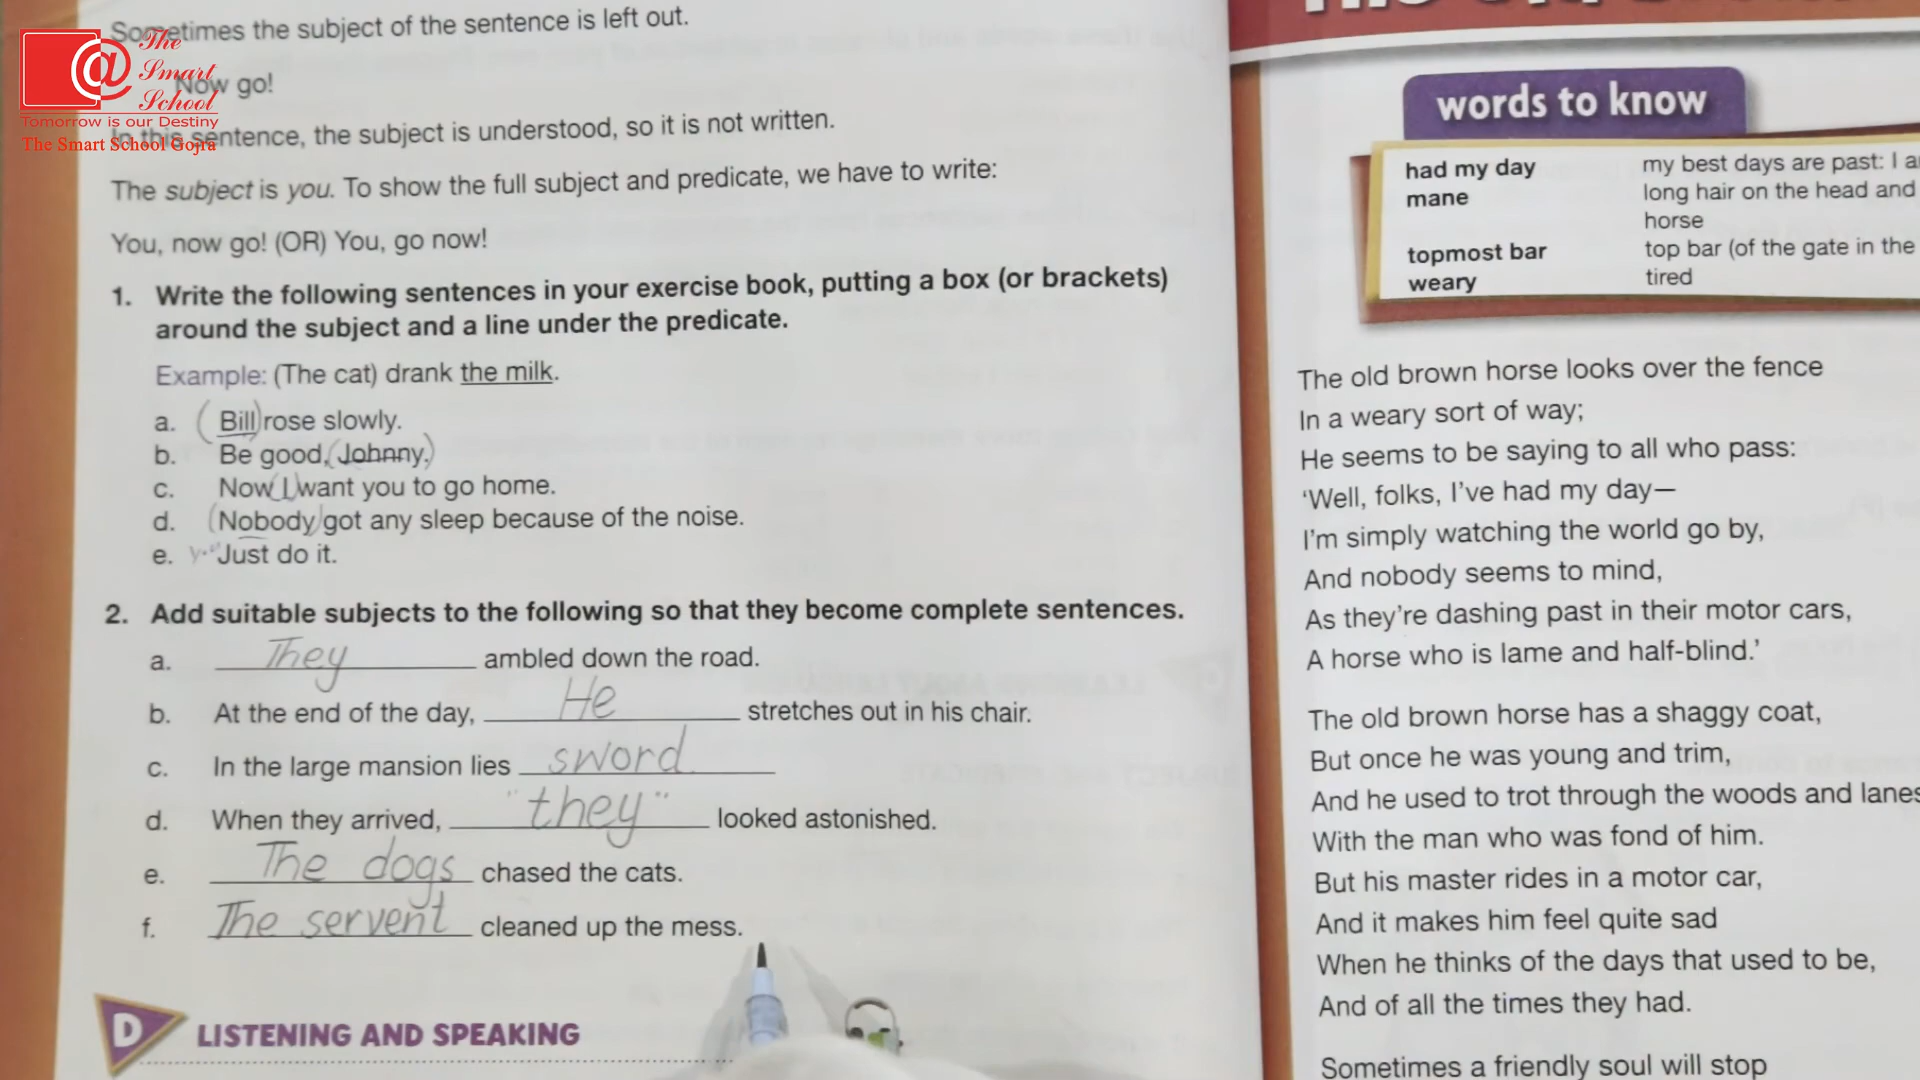 Sometimes the subject of the sentence is left out.
The
Smart
School
Tomorrow is our Destiny
The Smart School Gojra
Now go!
In this sentence, the subject is understood, so it is not written.
The subject is you. To show the full subject and predicate, we have to write:
You, now go! (OR) You, go now!
1. Write the following sentences in your exercise book, putting a box (or brackets)
around the subject and a line under the predicate.
Example: (The cat) drank the milk.
a. (Bill) rose slowly.
b. Be good, (Johnny.)
c. Now (I) want you to go home.
d. (Nobody) got any sleep because of the noise.
e. Just do it.
2. Add suitable subjects to the following so that they become complete sentences.
a. They ambled down the road.
b. At the end of the day, He stretches out in his chair.
c. In the large mansion lies sword.
d. When they arrived, "they" looked astonished.
e. The dogs chased the cats.
f. The servent cleaned up the mess.
D LISTENING AND SPEAKING
words to know
had my day my best days are past: I
mane long hair on the head and
horse
topmost bar top bar (of the gate in the
weary tired
The old brown horse looks over the fence
In a weary sort of way;
He seems to be saying to all who pass:
‘Well, folks, I’ve had my day—
I’m simply watching the world go by,
And nobody seems to mind,
As they’re dashing past in their motor cars,
A horse who is lame and half-blind.’
The old brown horse has a shaggy coat,
But once he was young and trim,
And he used to trot through the woods and lanes
With the man who was fond of him.
But his master rides in a motor car,
And it makes him feel quite sad
When he thinks of the days that used to be,
And of all the times they had.
Sometimes a friendly soul will stop